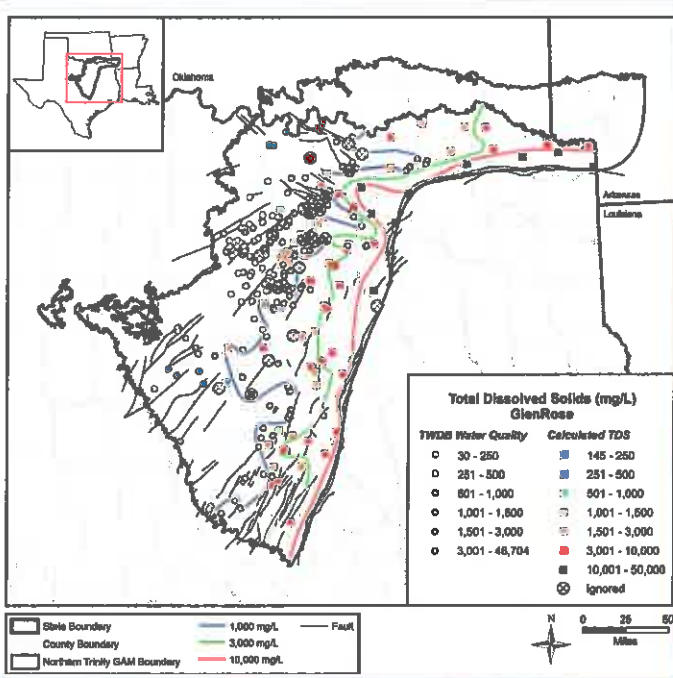 Oklahoma
Arkansas
Louisiana
Total Dissolved Solids (mg/L)
GlenRose
TWDB Water Quality Calculated TDS
30 - 250 145 - 250
251 - 500 251 - 500
501 - 1,000 501 - 1,000
1,001 - 1,500 1,001 - 1,500
1,501 - 3,000 1,501 - 3,000
3,001 - 48,704 3,001 - 10,000
10,001 - 50,000
Ignored
State Boundary 1,000 mg/L Fault
County Boundary 3,000 mg/L
Northern Trinity GAM Boundary 10,000 mg/L
N
0 25 50
Miles